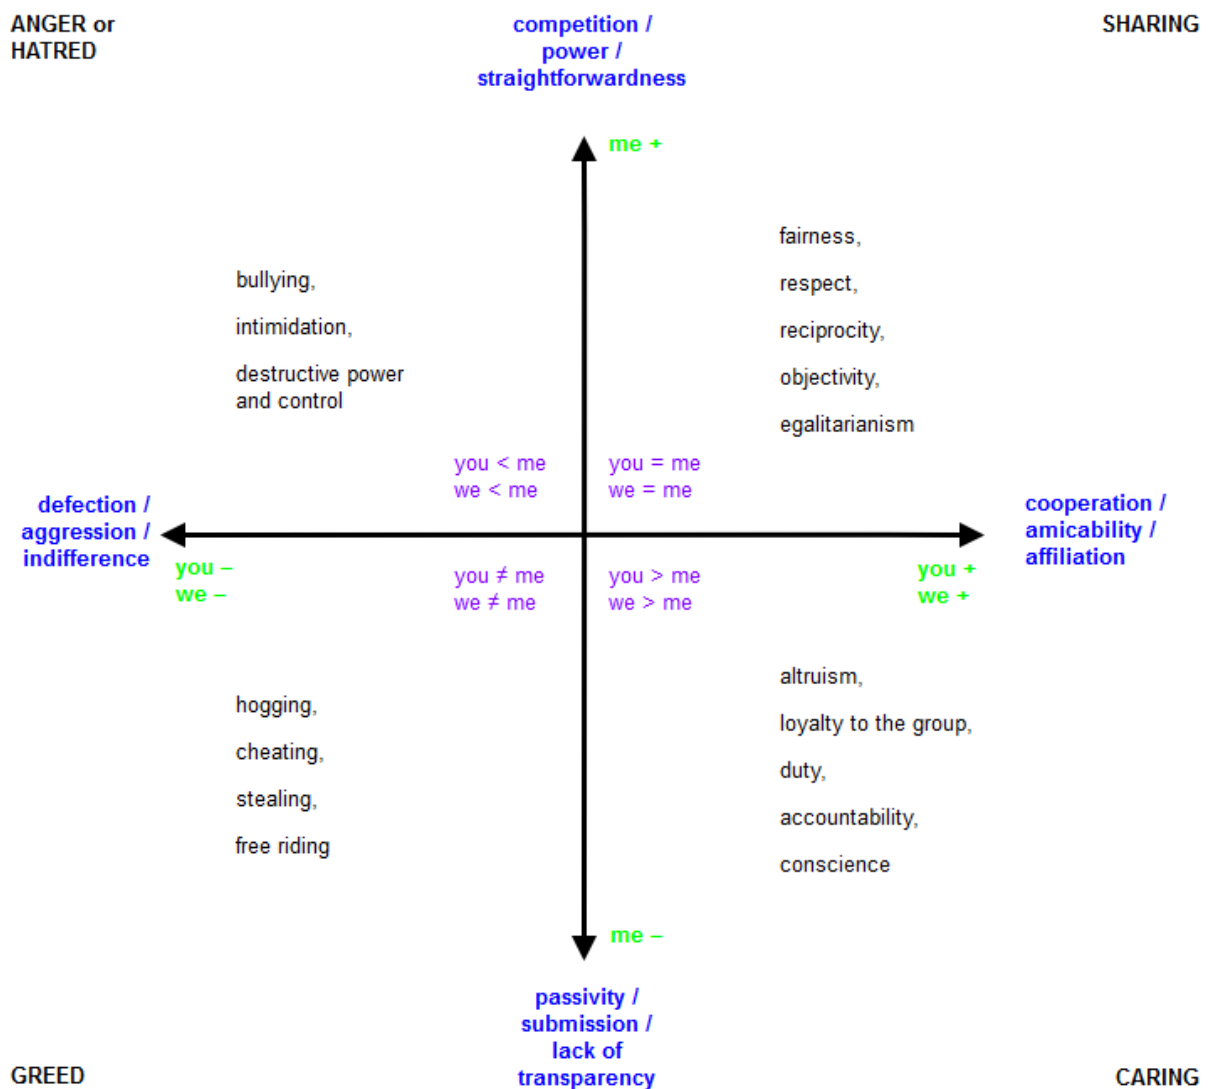 ANGER or
HATRED
competition /
power /
straightforwardness
SHARING
me +
fairness,
respect,
reciprocity,
objectivity,
egalitarianism
bullying,
intimidation,
destructive power
and control
you < me
we < me
you = me
we = me
defection /
aggression /
indifference
cooperation /
amicability /
affiliation
you –
we –
you ≠ me
we ≠ me
you > me
we > me
you +
we +
hogging,
cheating,
stealing,
free riding
altruism,
loyalty to the group,
duty,
accountability,
conscience
me –
passivity /
submission /
lack of
transparency
GREED
CARING